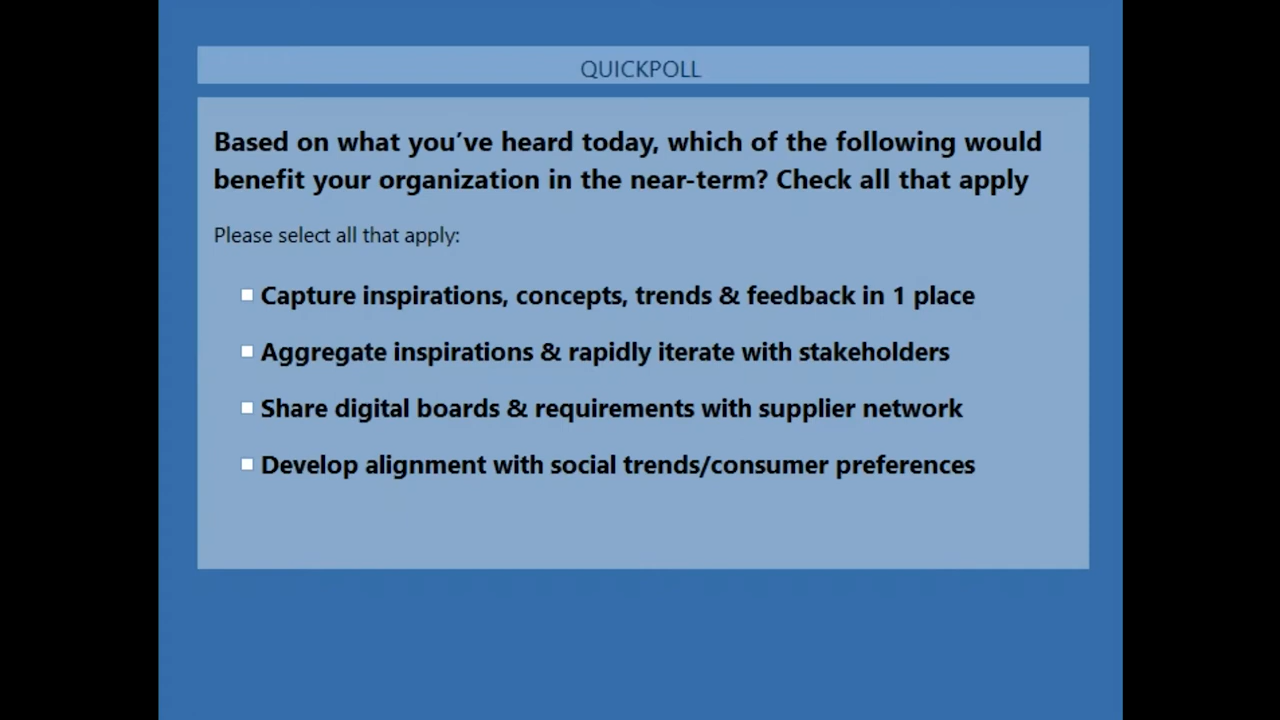 QUICKPOLL
Based on what you’ve heard today, which of the following would
benefit your organization in the near-term? Check all that apply
Please select all that apply:
Capture inspirations, concepts, trends & feedback in 1 place
Aggregate inspirations & rapidly iterate with stakeholders
Share digital boards & requirements with supplier network
Develop alignment with social trends/consumer preferences